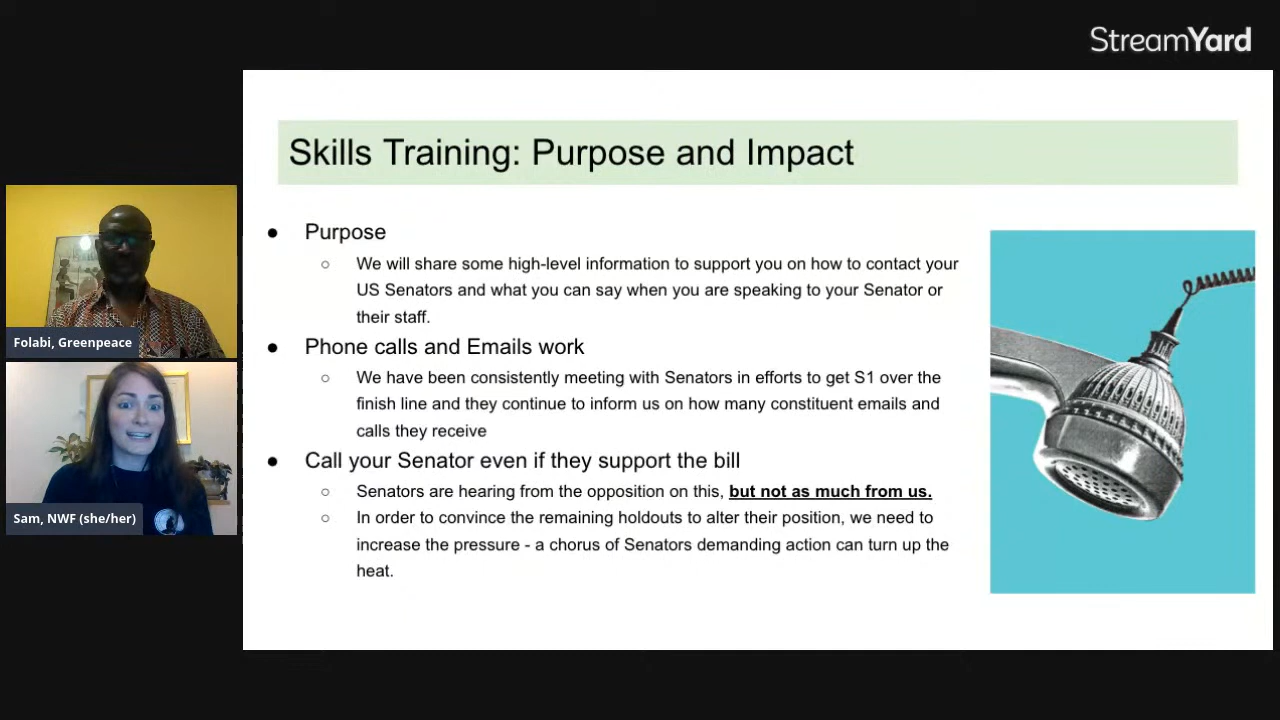 StreamYard
Skills Training: Purpose and Impact
● Purpose
○ We will share some high-level information to support you on how to contact your
US Senators and what you can say when you are speaking to your Senator or
their staff.
● Phone calls and Emails work
○ We have been consistently meeting with Senators in efforts to get S1 over the
finish line and they continue to inform us on how many constituent emails and
calls they receive
● Call your Senator even if they support the bill
○ Senators are hearing from the opposition on this, but not as much from us.
○ In order to convince the remaining holdouts to alter their position, we need to
increase the pressure - a chorus of Senators demanding action can turn up the
heat.
Folabi, Greenpeace
Sam, NWF (she/her)